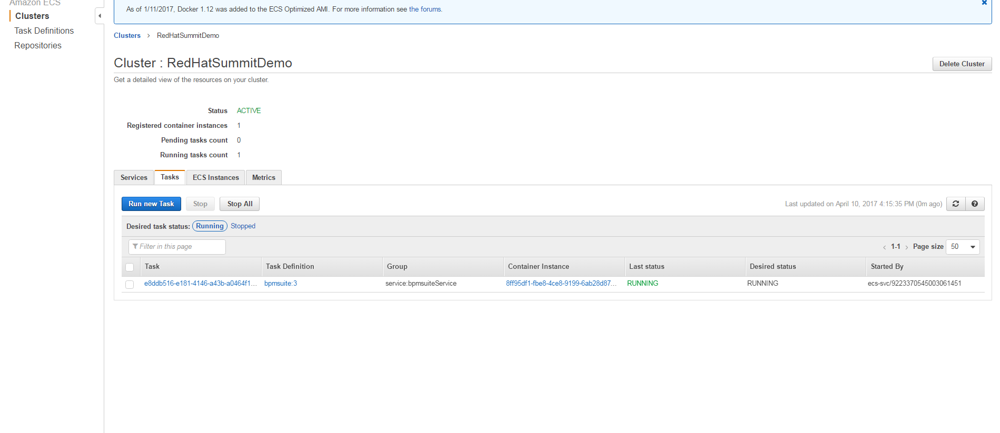 Amazon ECS
Clusters
Task Definitions
Repositories
As of 1/11/2017, Docker 1.12 was added to the ECS Optimized AMI. For more information see the forums.
Clusters > RedHatSummitDemo
Cluster : RedHatSummitDemo
Delete Cluster
Get a detailed view of the resources on your cluster.
Status ACTIVE
Registered container instances 1
Pending tasks count 0
Running tasks count 1
Services Tasks ECS Instances Metrics
Run new Task Stop Stop All Last updated on April 10, 2017 4:15:35 PM (0m ago)
Desired task status: Running Stopped
Filter in this page < 1-1 > Page size 50
Task Task Definition Group Container Instance Last status Desired status Started By
e8ddb516-e181-4146-a43b-a0464f1... bpmsuite:3 service:bpmsuiteService 8ff95df1-fbe8-4ce8-9199-6ab28d87... RUNNING RUNNING ecs-svc/9223370545003061451